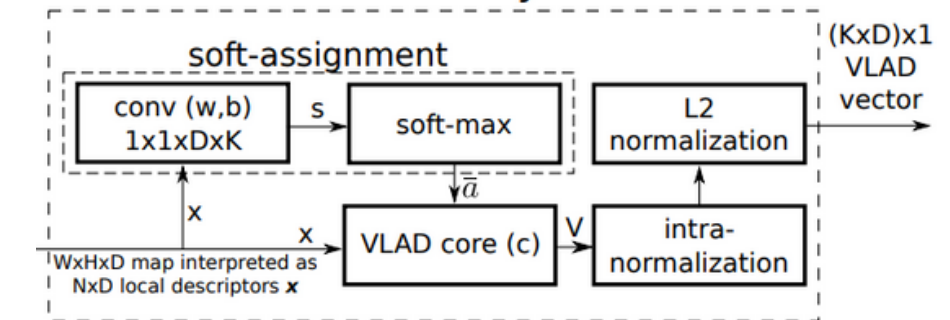 soft-assignment
conv (w,b)
1x1xDxK
s
soft-max
L2
normalization
(KxD)x1
VLAD
vector
x
ā
x
VLAD core (c)
V
intra-
normalization
WxHxD map interpreted as
NxD local descriptors x